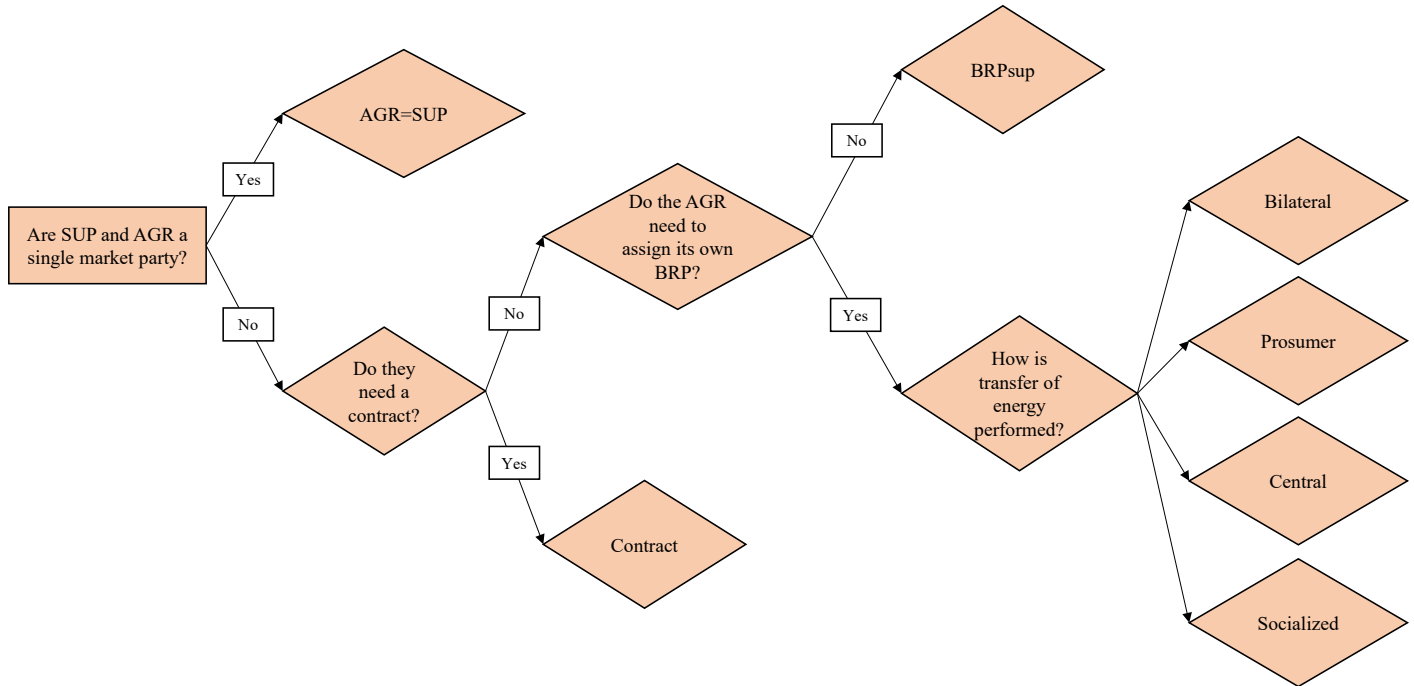 Are SUP and AGR a
single market party?
Yes
AGR=SUP
No
Do they
need a
contract?
No
Do the AGR
need to
assign its own
BRP?
No
BRPsup
Yes
How is
transfer of
energy
performed?
Bilateral
Prosumer
Central
Socialized
Yes
Contract